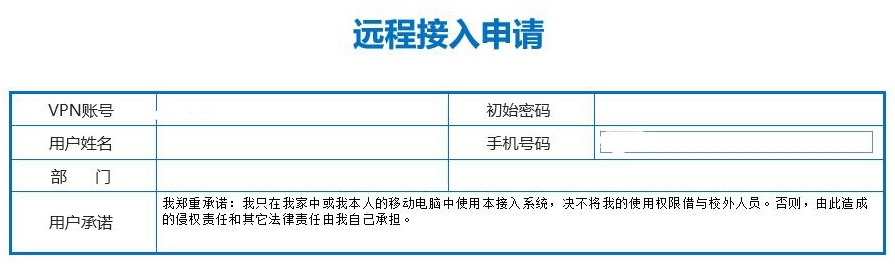 远程接入申请
VPN账号 初始密码
用户姓名 手机号码
部 门
用户承诺 我郑重承诺：我只在我家中或我本人的移动电脑中使用本接入系统，决不将我的使用权限借与校外人员。否则，由此造成
的侵权责任和其它法律责任由我自己承担。